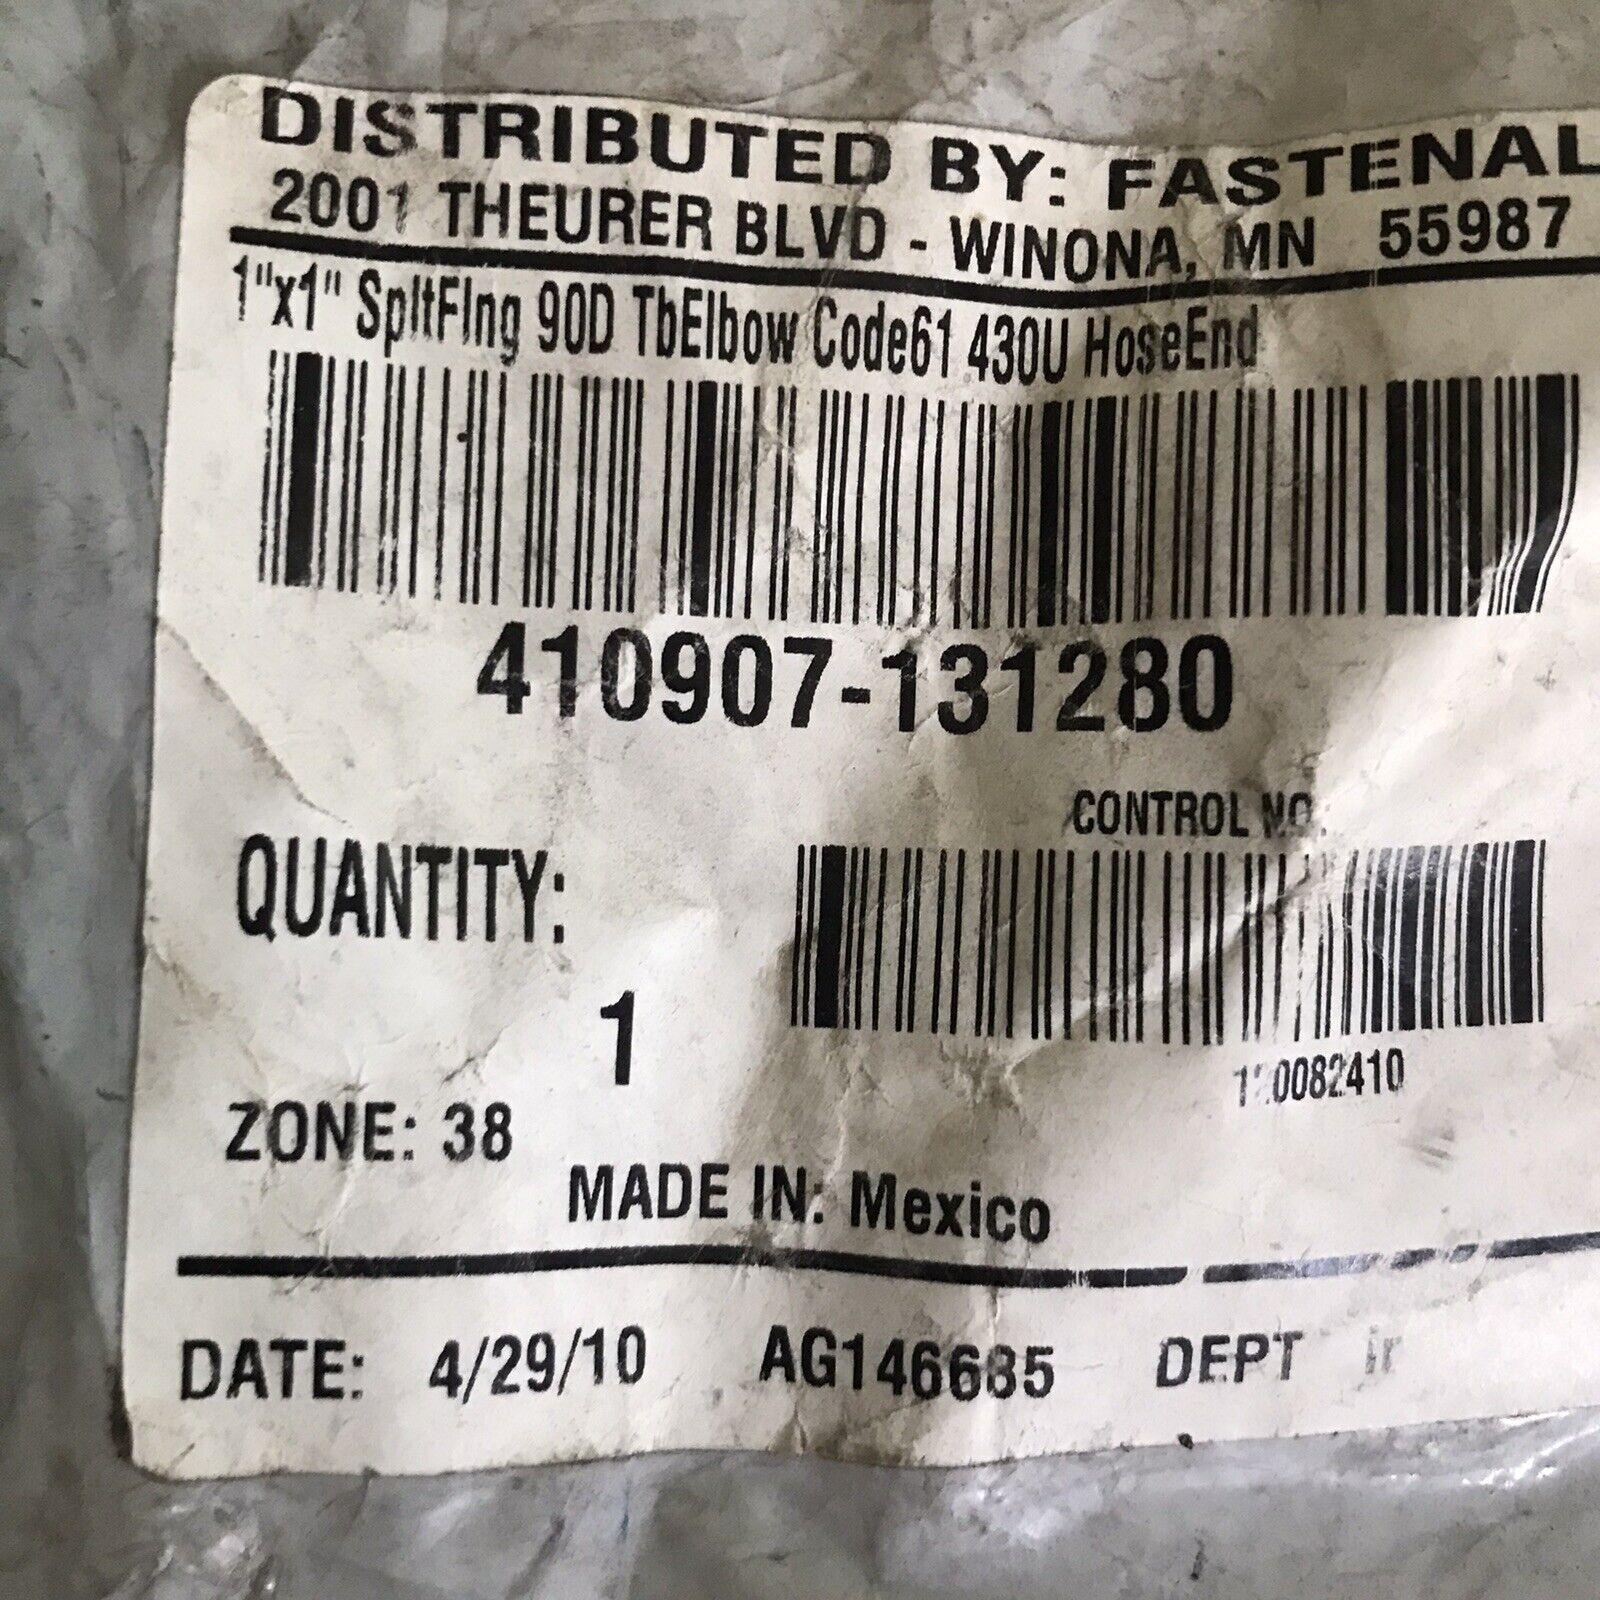 DISTRIBUTED BY: FASTENAL
2001 THEURER BLVD - WINONA, MN 55987
1"x1" SpltFlng 90D TbElbow Code61 430U HoseEnd
410907-131280
CONTROL NO.
QUANTITY:
1
ZONE: 38
MADE IN: Mexico
DATE: 4/29/10 AG146685 DEPT